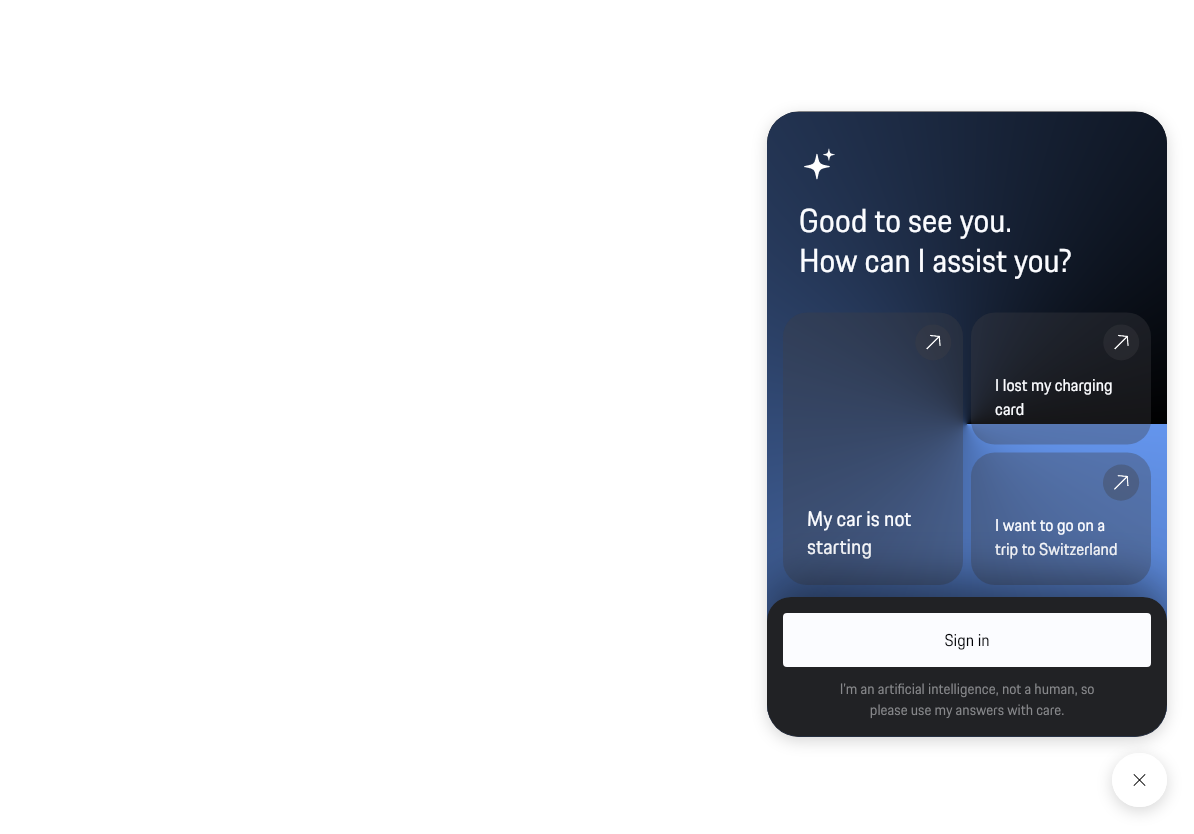 Good to see you.
How can I assist you?
My car is not
starting
I lost my charging
card
I want to go on a
trip to Switzerland
Sign in
I'm an artificial intelligence, not a human, so
please use my answers with care.